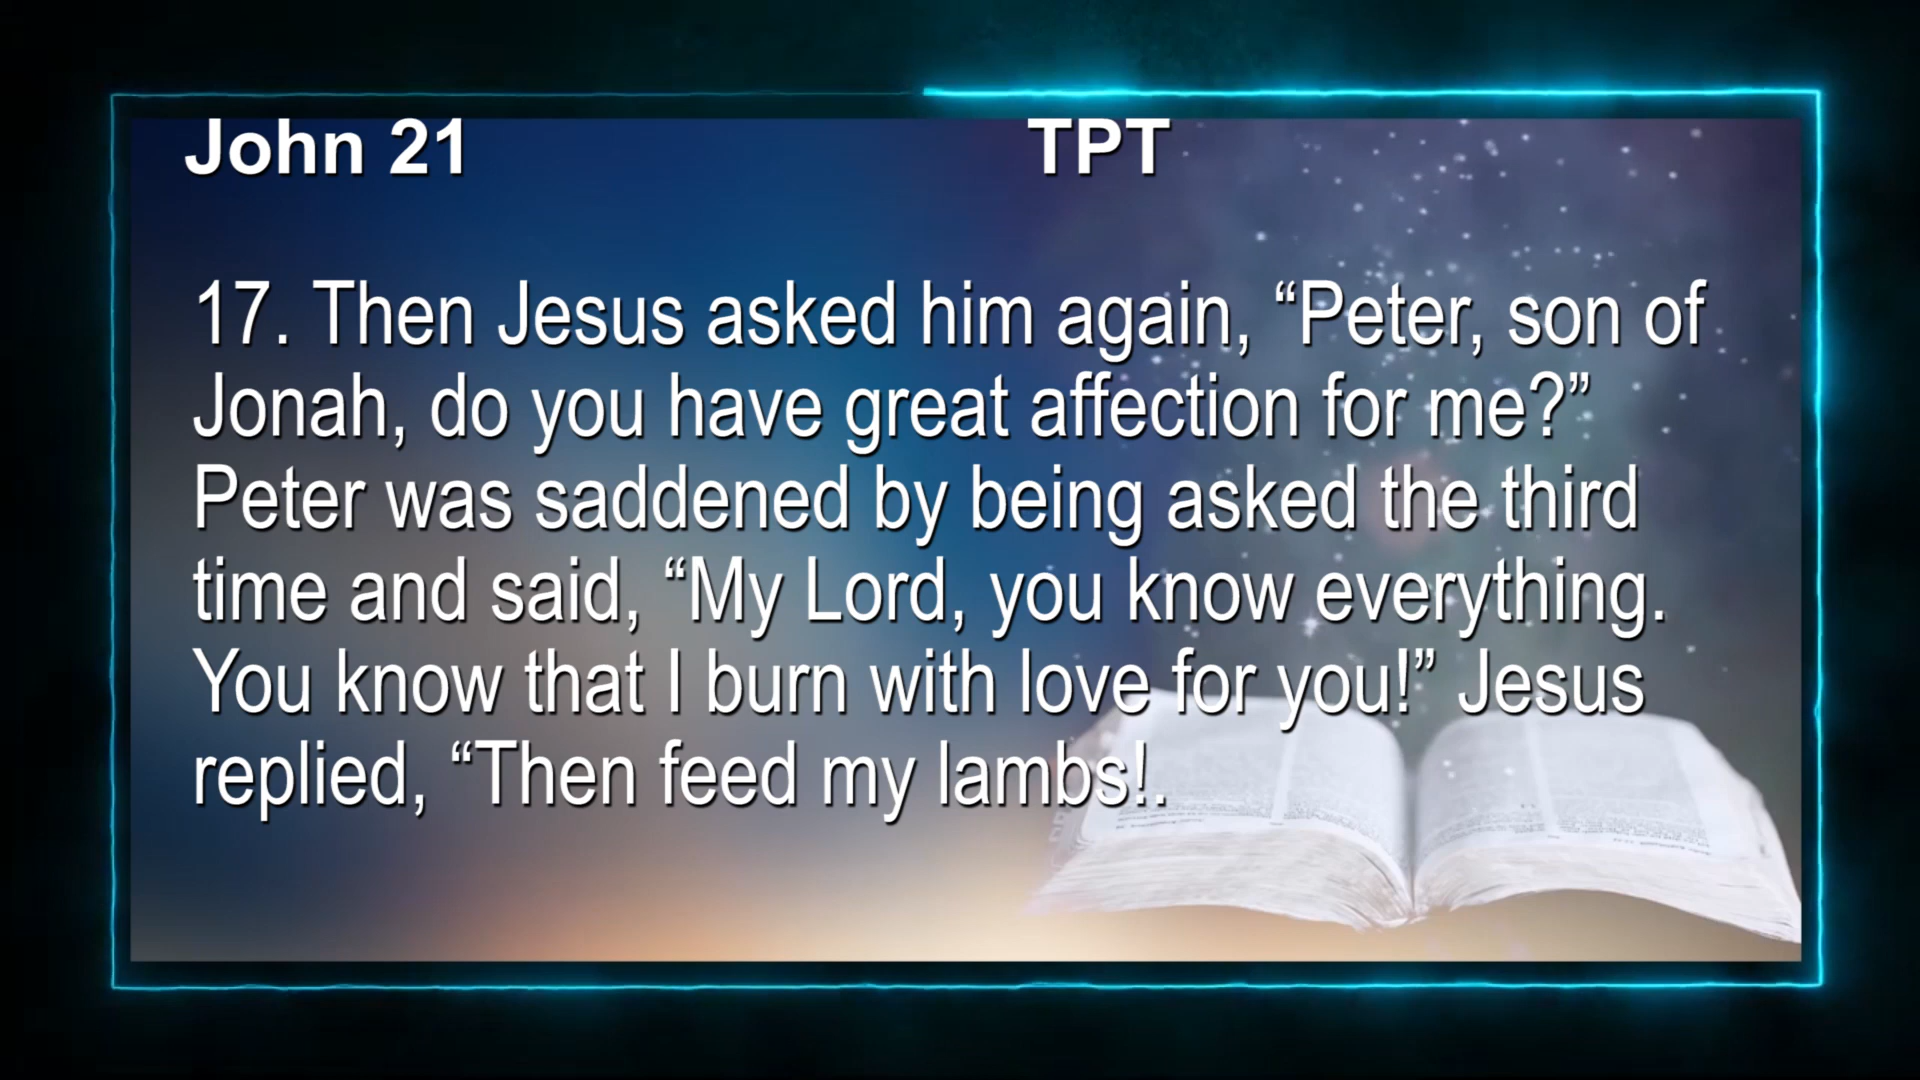 John 21 TPT
17. Then Jesus asked him again, “Peter, son of
Jonah, do you have great affection for me?”
Peter was saddened by being asked the third
time and said, “My Lord, you know everything.
You know that I burn with love for you!” Jesus
replied, “Then feed my lambs!.